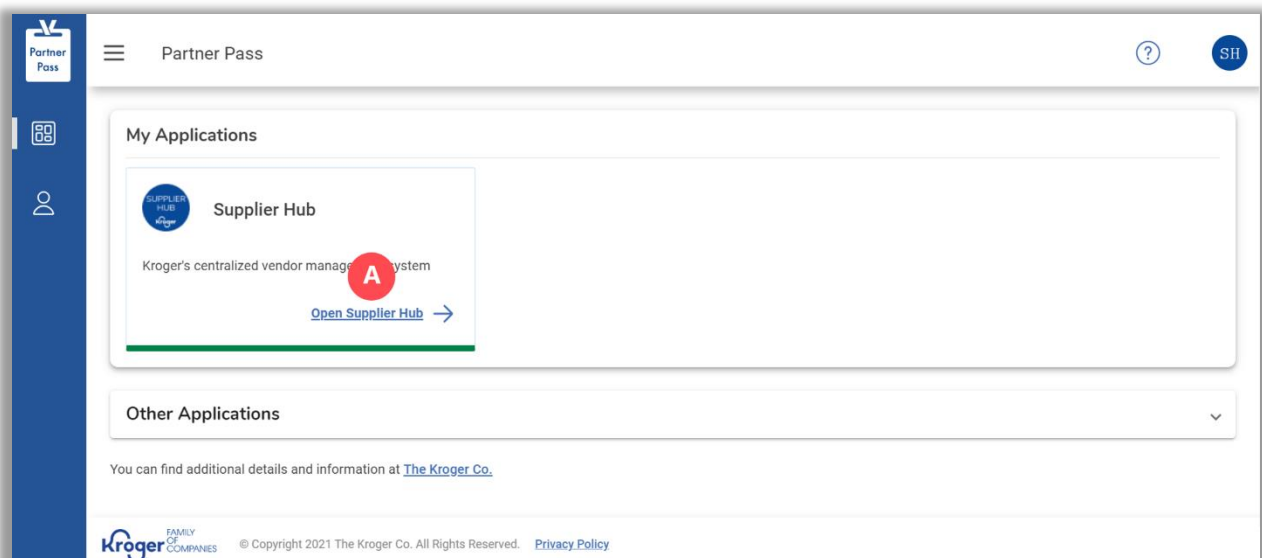 Partner
Pass
Partner Pass
?
SH
My Applications
SUPPLIER
HUB
Kroger
Supplier Hub
Kroger's centralized vendor manage ystem
A
Open Supplier Hub
Other Applications
You can find additional details and information at The Kroger Co.
Kroger FAMILY
OF
COMPANIES
© Copyright 2021 The Kroger Co. All Rights Reserved. Privacy Policy